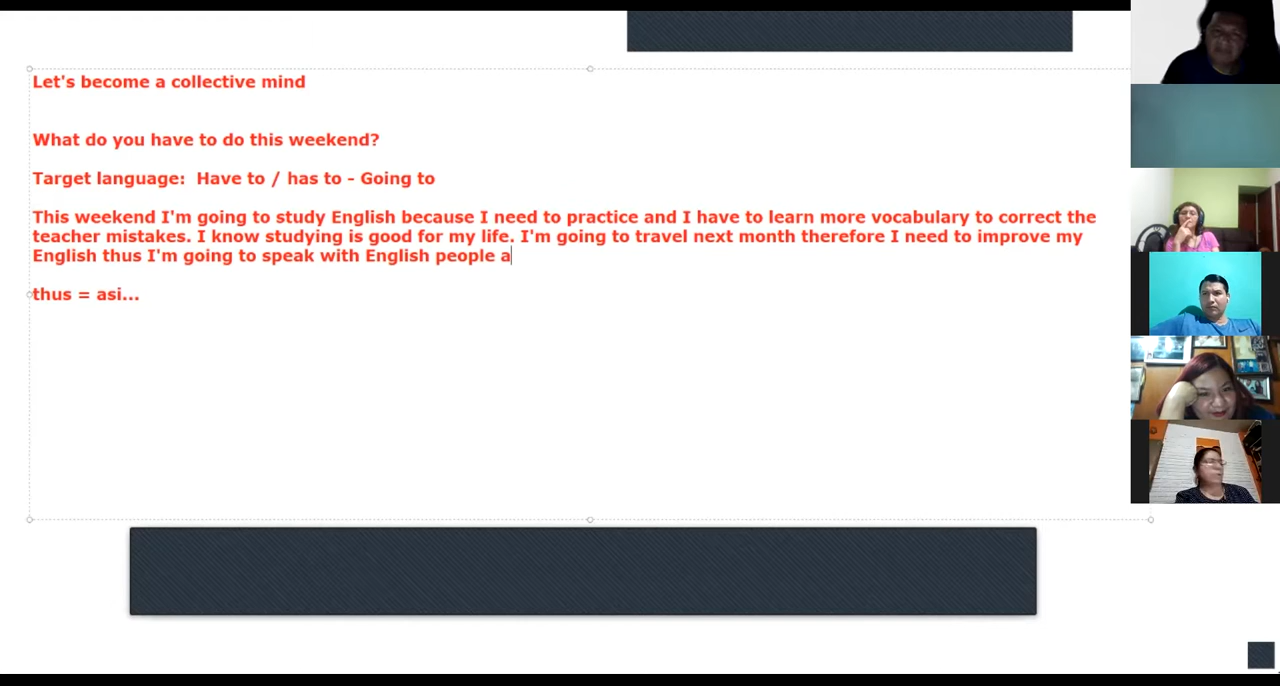 Let's become a collective mind
What do you have to do this weekend?
Target language:  Have to / has to - Going to
This weekend I'm going to study English because I need to practice and I have to learn more vocabulary to correct the
teacher mistakes. I know studying is good for my life. I'm going to travel next month therefore I need to improve my
English thus I'm going to speak with English people a
thus = asi...